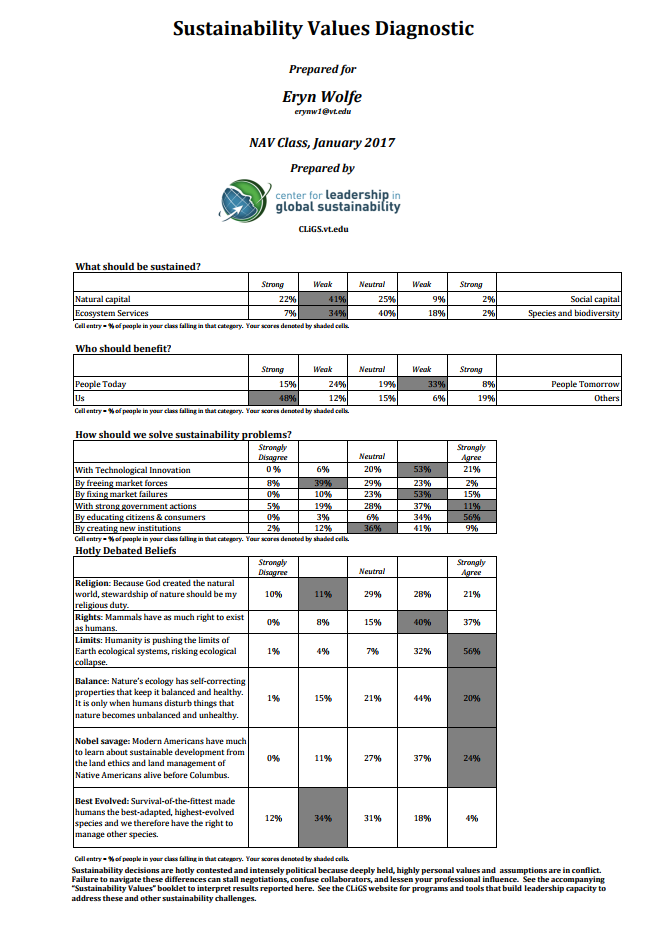 Sustainability Values Diagnostic
Prepared for
Eryn Wolfe
erynw1@vt.edu
NAV Class, January 2017
Prepared by
center for leadership in
global sustainability
CLiGS.vt.edu
What should be sustained?
Strong Weak Neutral Weak Strong
Natural capital 22% 41% 25% 9% 2% Social capital
Ecosystem Services 7% 34% 40% 18% 2% Species and biodiversity
Cell entry = % of people in your class falling in that category. Your scores denoted by shaded cells.
Who should benefit?
Strong Weak Neutral Weak Strong
People Today 15% 24% 19% 33% 8% People Tomorrow
Us 48% 12% 15% 6% 19% Others
Cell entry = % of people in your class falling in that category. Your scores denoted by shaded cells.
How should we solve sustainability problems?
Strongly Disagree Neutral Strongly Agree
With Technological Innovation 0 % 6% 20% 53% 21%
By freeing market forces 8% 39% 29% 23% 2%
By fixing market failures 0% 10% 23% 53% 15%
With strong government actions 5% 19% 28% 37% 11%
By educating citizens & consumers 0% 3% 6% 34% 56%
By creating new institutions 2% 12% 36% 41% 9%
Cell entry = % of people in your class falling in that category. Your scores denoted by shaded cells.
Hotly Debated Beliefs
Strongly Disagree Neutral Strongly Agree
Religion: Because God created the natural
world, stewardship of nature should be my
religious duty.
10% 11% 29% 28% 21%
Rights: Mammals have as much right to exist
as humans.
0% 8% 15% 40% 37%
Limits: Humanity is pushing the limits of
Earth ecological systems, risking ecological
collapse.
1% 4% 7% 32% 56%
Balance: Nature's ecology has self-correcting
properties that keep it balanced and healthy.
It is only when humans disturb things that
nature becomes unbalanced and unhealthy.
1% 15% 21% 44% 20%
Nobel savage: Modern Americans have much
to learn about sustainable development from
the land ethics and land management of
Native Americans alive before Columbus.
0% 11% 27% 37% 24%
Best Evolved: Survival-of-the-fittest made
humans the best-adapted, highest-evolved
species and we therefore have the right to
manage other species.
12% 34% 31% 18% 4%
Cell entry = % of people in your class falling in that category. Your scores denoted by shaded cells.
Sustainability decisions are hotly contested and intensely political because deeply held, highly personal values and assumptions are in conflict.
Failure to navigate these differences can stall negotiations, confuse collaborators, and lessen your professional influence. See the accompanying
"Sustainability Values" booklet to interpret results reported here. See the CLiGS website for programs and tools that build leadership capacity to
address these and other sustainability challenges.